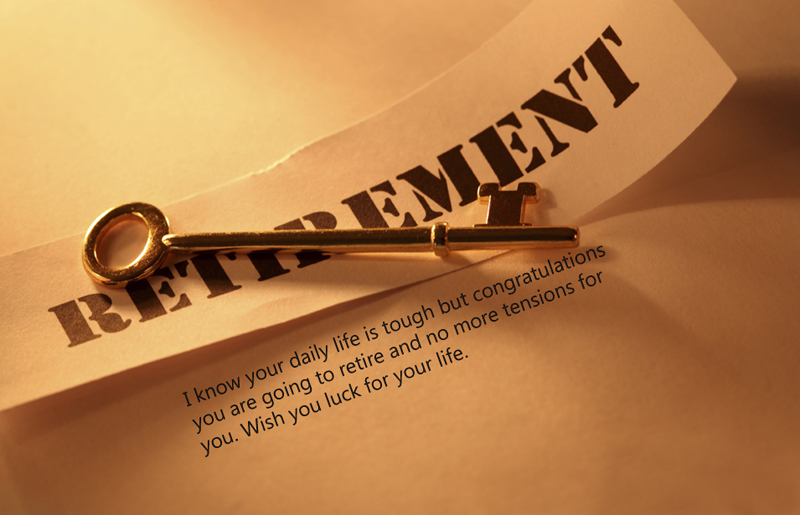 RETIREMENT
I know your daily life is tough but congratulations
you are going to retire and no more tensions for
you. Wish you luck for your life.